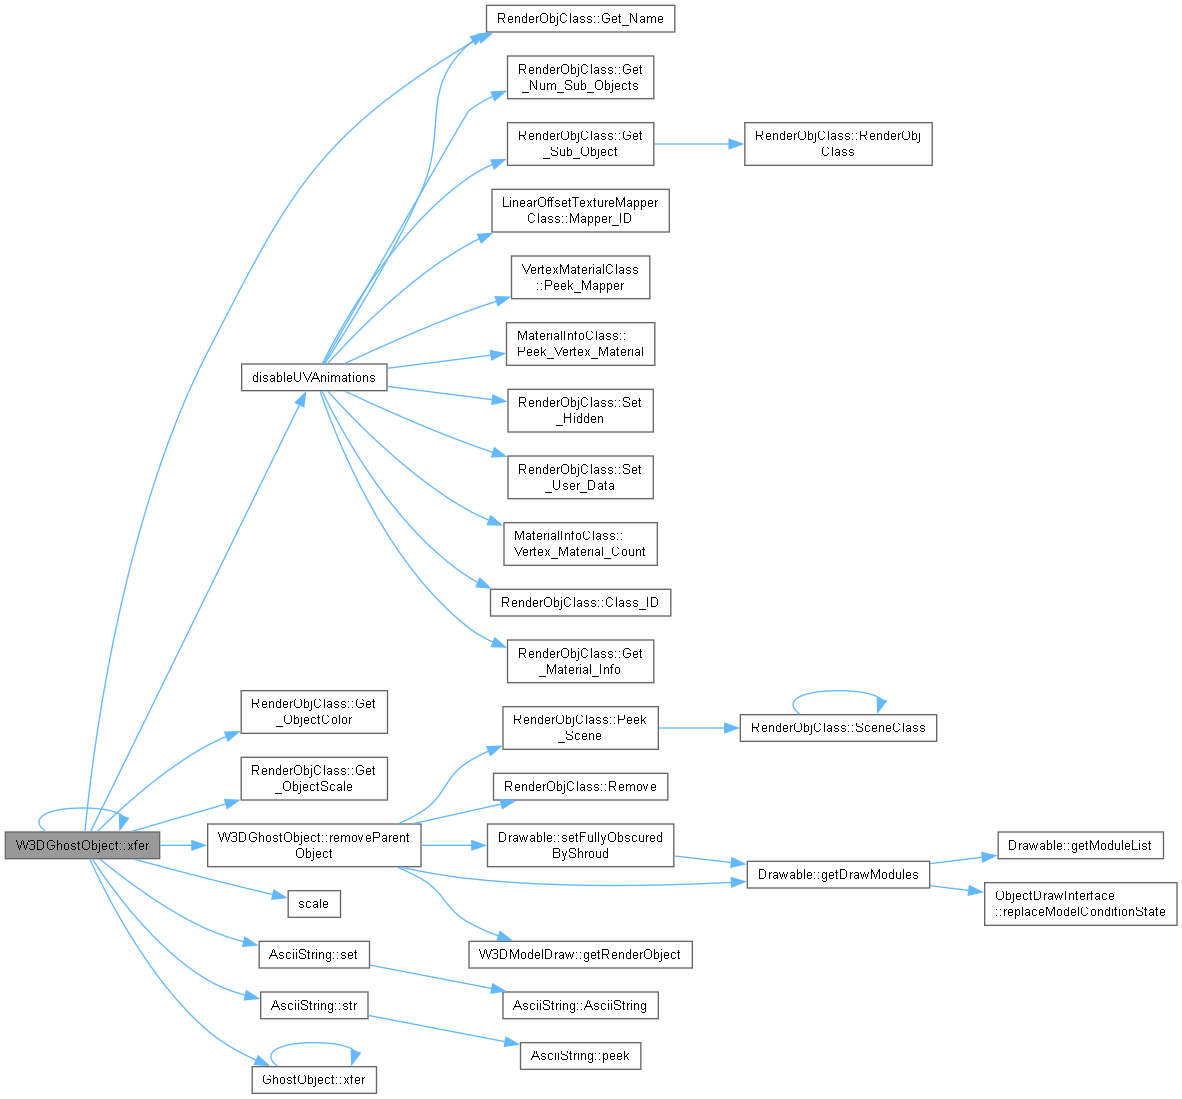 RenderObjClass::Get_Name
RenderObjClass::Get
_Num_Sub_Objects
RenderObjClass::Get
_Sub_Object
RenderObjClass::RenderObj
Class
LinearOffsetTextureMapper
Class::Mapper_ID
VertexMaterialClass
::Peek_Mapper
MaterialInfoClass::
Peek_Vertex_Material
disableUVAnimations
RenderObjClass::Set
_Hidden
RenderObjClass::Set
_User_Data
MaterialInfoClass::
Vertex_Material_Count
RenderObjClass::Class_ID
RenderObjClass::Get
_Material_Info
RenderObjClass::Get
_ObjectColor
RenderObjClass::Peek
_Scene
RenderObjClass::SceneClass
RenderObjClass::Get
_ObjectScale
RenderObjClass::Remove
W3DGhostObject::xfer
W3DGhostObject::removeParent
Object
Drawable::setFullyObscured
ByShroud
Drawable::getModuleList
Drawable::getDrawModules
ObjectDrawInterface
::replaceModelConditionState
scale
AsciiString::set
W3DModelDraw::getRenderObject
AsciiString::str
AsciiString::AsciiString
AsciiString::peek
GhostObject::xfer